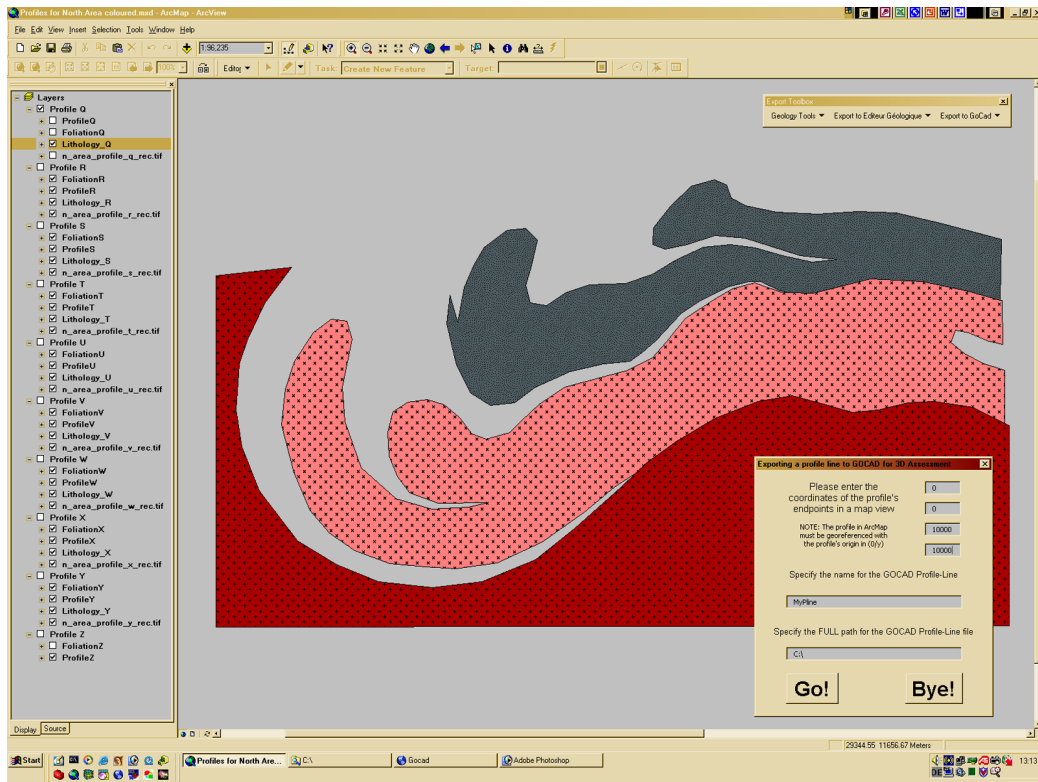 Profiles for North Area coloured.mxd - ArcMap - ArcView
File Edit View Insert Selection Tools Window Help
1:96,235
100% Editor Task: Create New Feature Target:
Layers
Profile Q
ProfileQ
FoliationQ
Lithology_Q
n_area_profile_q_rec.tif
Profile R
FoliationR
ProfileR
Lithology_R
n_area_profile_r_rec.tif
Profile S
FoliationS
ProfileS
Lithology_S
n_area_profile_s_rec.tif
Profile T
FoliationT
ProfileT
Lithology_T
n_area_profile_t_rec.tif
Profile U
FoliationU
ProfileU
Lithology_U
n_area_profile_u_rec.tif
Profile V
FoliationV
ProfileV
Lithology_V
n_area_profile_v_rec.tif
Profile W
FoliationW
ProfileW
Lithology_W
n_area_profile_w_rec.tif
Profile X
FoliationX
ProfileX
Lithology_X
n_area_profile_x_rec.tif
Profile Y
FoliationY
ProfileY
Lithology_Y
n_area_profile_y_rec.tif
Profile Z
FoliationZ
ProfileZ
Display Source
Export Toolbox
Geology Tools Export to Editeur Géologique Export to GoCad
Exporting a profile line to GOCAD for 3D Assessment
Please enter the
coordinates of the profile's
endpoints in a map view
0
0
NOTE: The profile in ArcMap
must be georeferenced with
the profile's origin in (0/y)
10000
10000
Specify the name for the GOCAD Profile-Line
MyPline
Specify the FULL path for the GOCAD Profile-Line file
C:\
Go! Bye!
29344.55 11656.67 Meters
Start Profiles for North Are... C:\ Gocad Adobe Photoshop DE 13:13